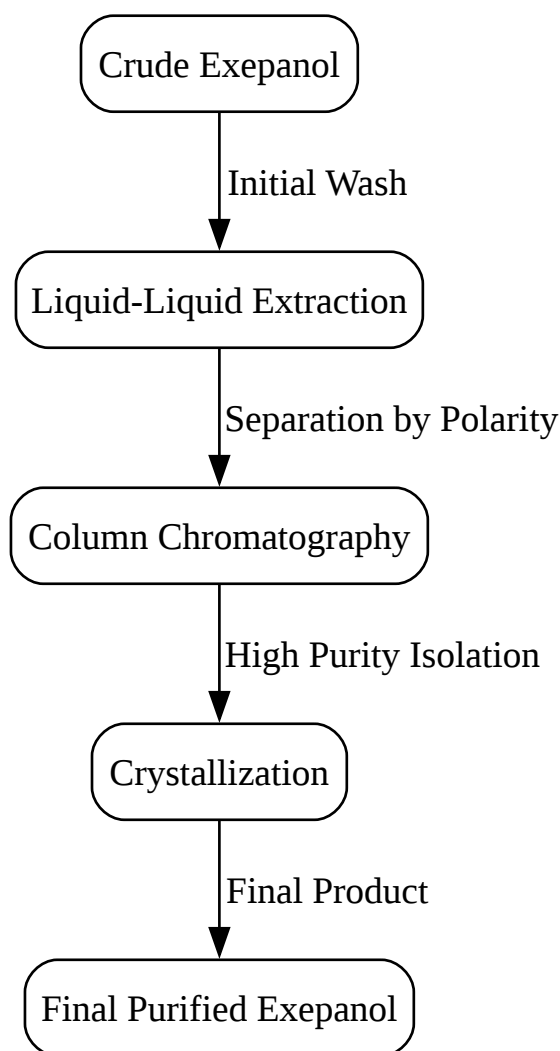 Crude Exepanol
Initial Wash
Liquid-Liquid Extraction
Separation by Polarity
Column Chromatography
High Purity Isolation
Crystallization
Final Product
Final Purified Exepanol